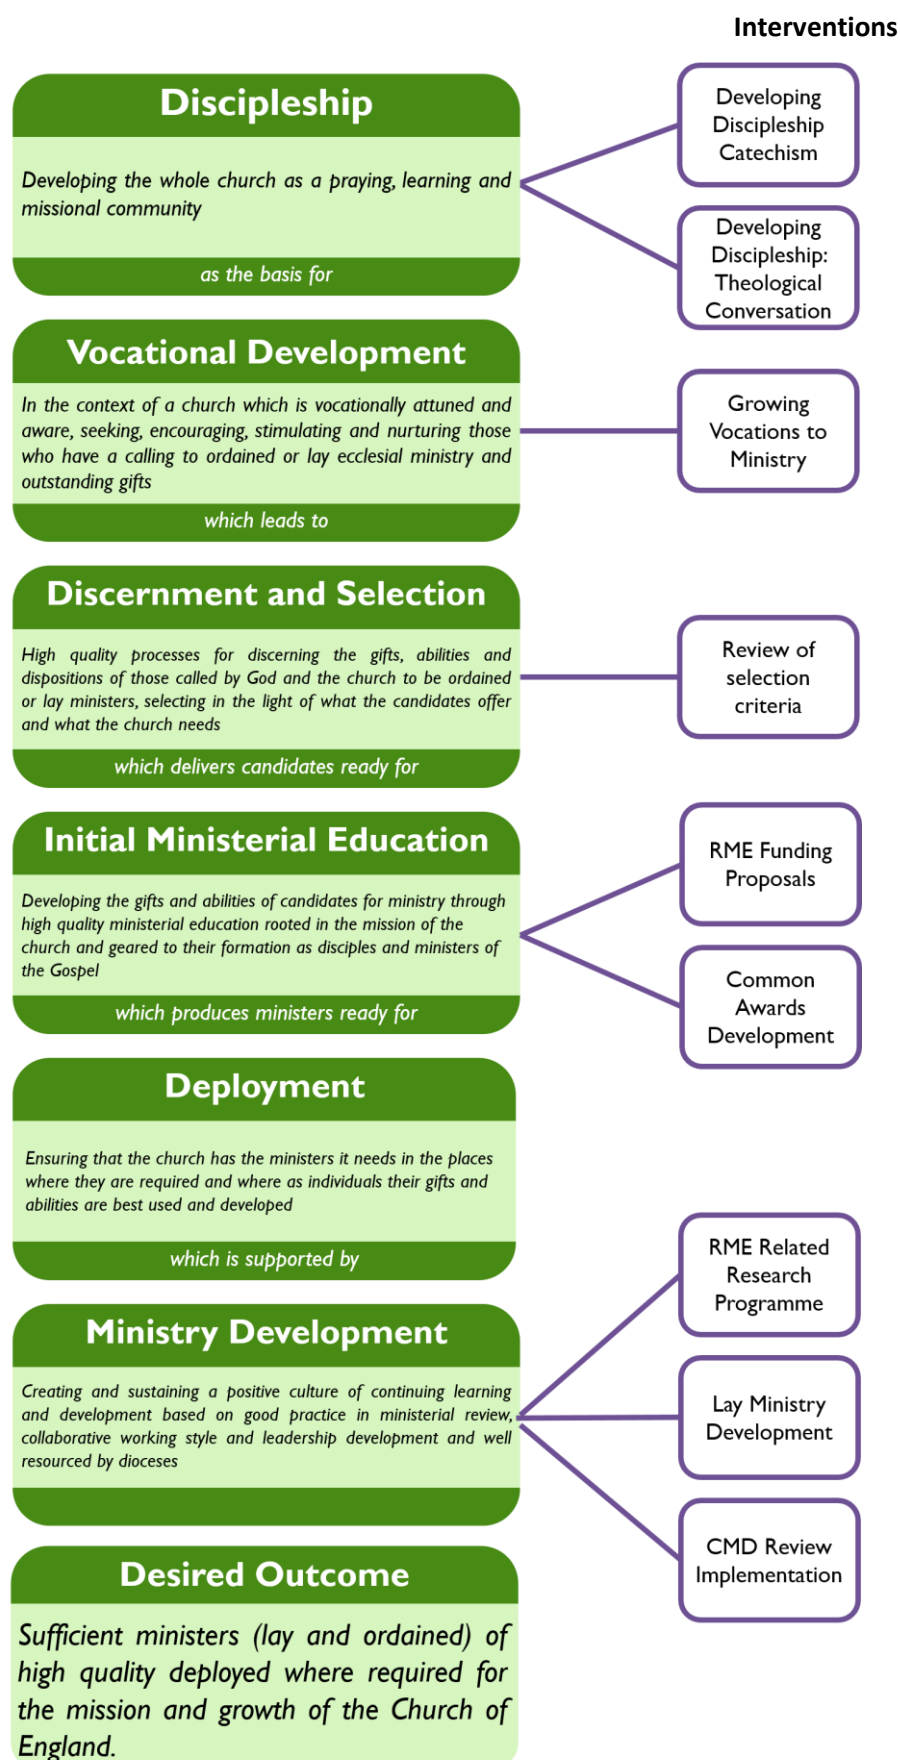 Interventions
Discipleship
Developing the whole church as a praying, learning and
missional community
as the basis for
Developing
Discipleship
Catechism
Developing
Discipleship:
Theological
Conversation
Vocational Development
In the context of a church which is vocationally attuned and
aware, seeking, encouraging, stimulating and nurturing those
who have a calling to ordained or lay ecclesial ministry and
outstanding gifts
which leads to
Growing
Vocations to
Ministry
Discernment and Selection
High quality processes for discerning the gifts, abilities and
dispositions of those called by God and the church to be ordained
or lay ministers, selecting in the light of what the candidates offer
and what the church needs
which delivers candidates ready for
Review of
selection
criteria
Initial Ministerial Education
Developing the gifts and abilities of candidates for ministry through
high quality ministerial education rooted in the mission of the
church and geared to their formation as disciples and ministers of
the Gospel
which produces ministers ready for
RME Funding
Proposals
Common
Awards
Development
Deployment
Ensuring that the church has the ministers it needs in the places
where they are required and where as individuals their gifts and
abilities are best used and developed
which is supported by
Ministry Development
Creating and sustaining a positive culture of continuing learning
and development based on good practice in ministerial review,
collaborative working style and leadership development and well
resourced by dioceses
RME Related
Research
Programme
Lay Ministry
Development
CMD Review
Implementation
Desired Outcome
Sufficient ministers (lay and ordained) of
high quality deployed where required for
the mission and growth of the Church of
England.